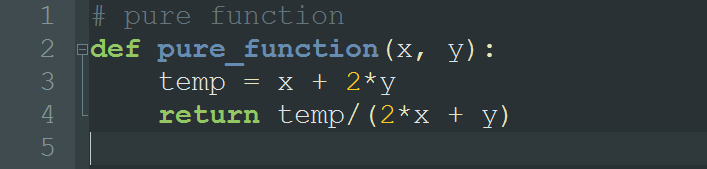 1 # pure function
2 def pure_function(x, y):
3     temp = x + 2*y
4     return temp/(2*x + y)
5